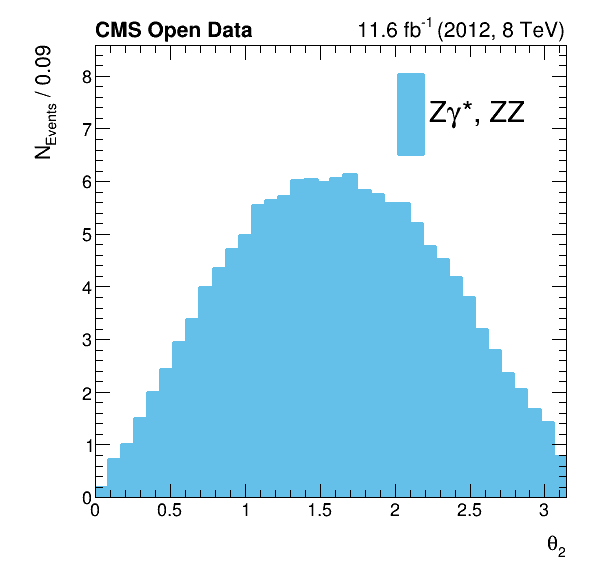 CMS Open Data 11.6 fb⁻¹ (2012, 8 TeV)
N_Events / 0.09
8
7
6
5
4
3
2
1
0
Zγ*, ZZ
0 0.5 1 1.5 2 2.5 3
θ₂